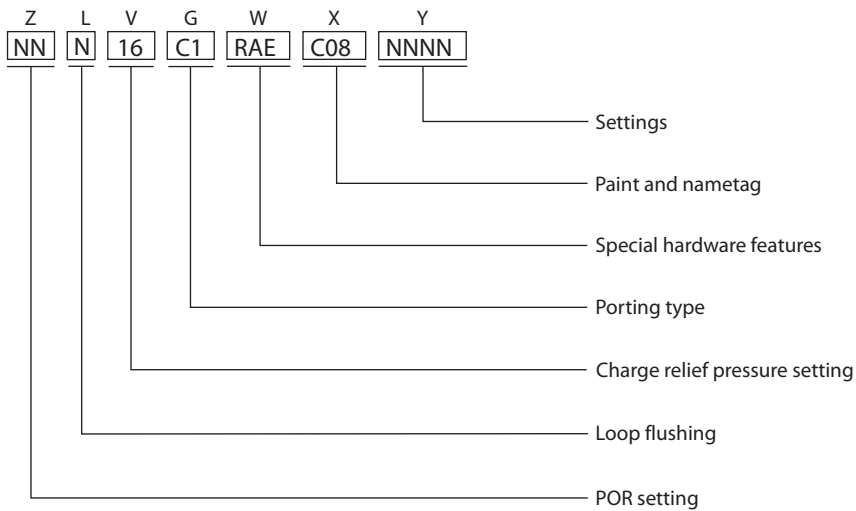 Z L V G W X Y
NN N 16 C1 RAE C08 NNNN
Settings
Paint and nametag
Special hardware features
Porting type
Charge relief pressure setting
Loop flushing
POR setting